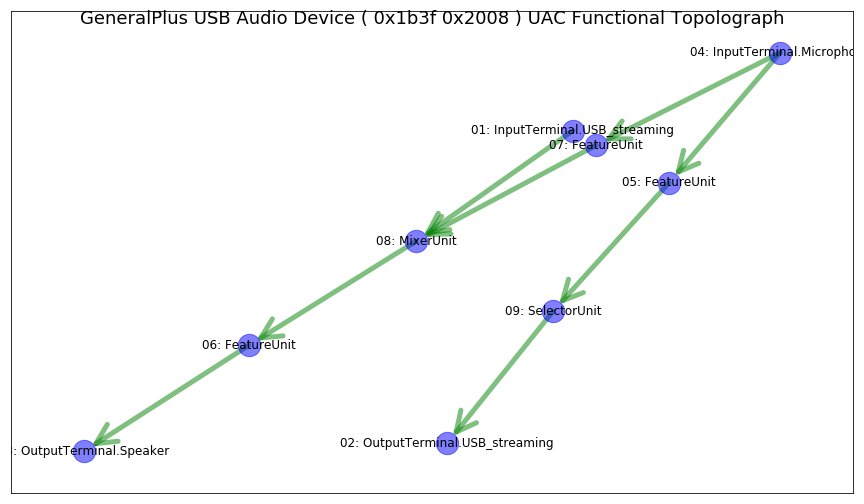 GeneralPlus USB Audio Device ( 0x1b3f 0x2008 ) UAC Functional Topolograph
04: InputTerminal.Micropho
01: InputTerminal.USB_streaming
07: FeatureUnit
05: FeatureUnit
08: MixerUnit
09: SelectorUnit
06: FeatureUnit
02: OutputTerminal.USB_streaming
: OutputTerminal.Speaker